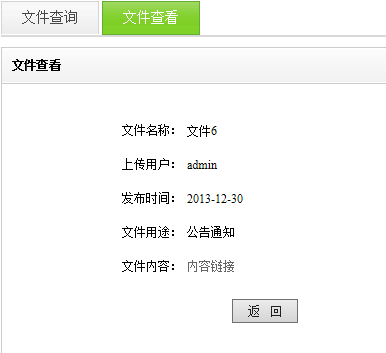 文件查询 文件查看
文件查看
文件名称： 文件6
上传用户： admin
发布时间： 2013-12-30
文件用途： 公告通知
文件内容： 内容链接
返 回